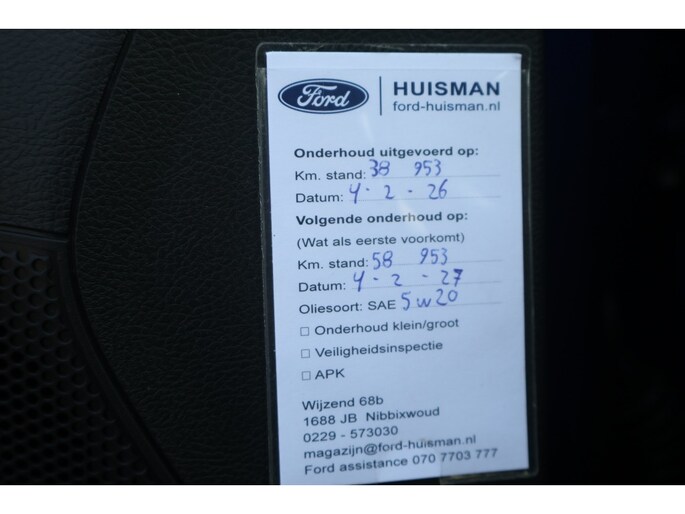 Ford
HUISMAN
ford-huisman.nl
Onderhoud uitgevoerd op:
Km. stand: 38 953
Datum: 4 - 2 - 26
Volgende onderhoud op:
(Wat als eerste voorkomt)
Km. stand: 58 953
Datum: 4 - 2 - 27
Oliesoort: SAE 5w20
Onderhoud klein/groot
Veiligheidsinspectie
APK
Wijzend 68b
1688 JB Nibbixwoud
0229 - 573030
magazijn@ford-huisman.nl
Ford assistance 070 7703 777